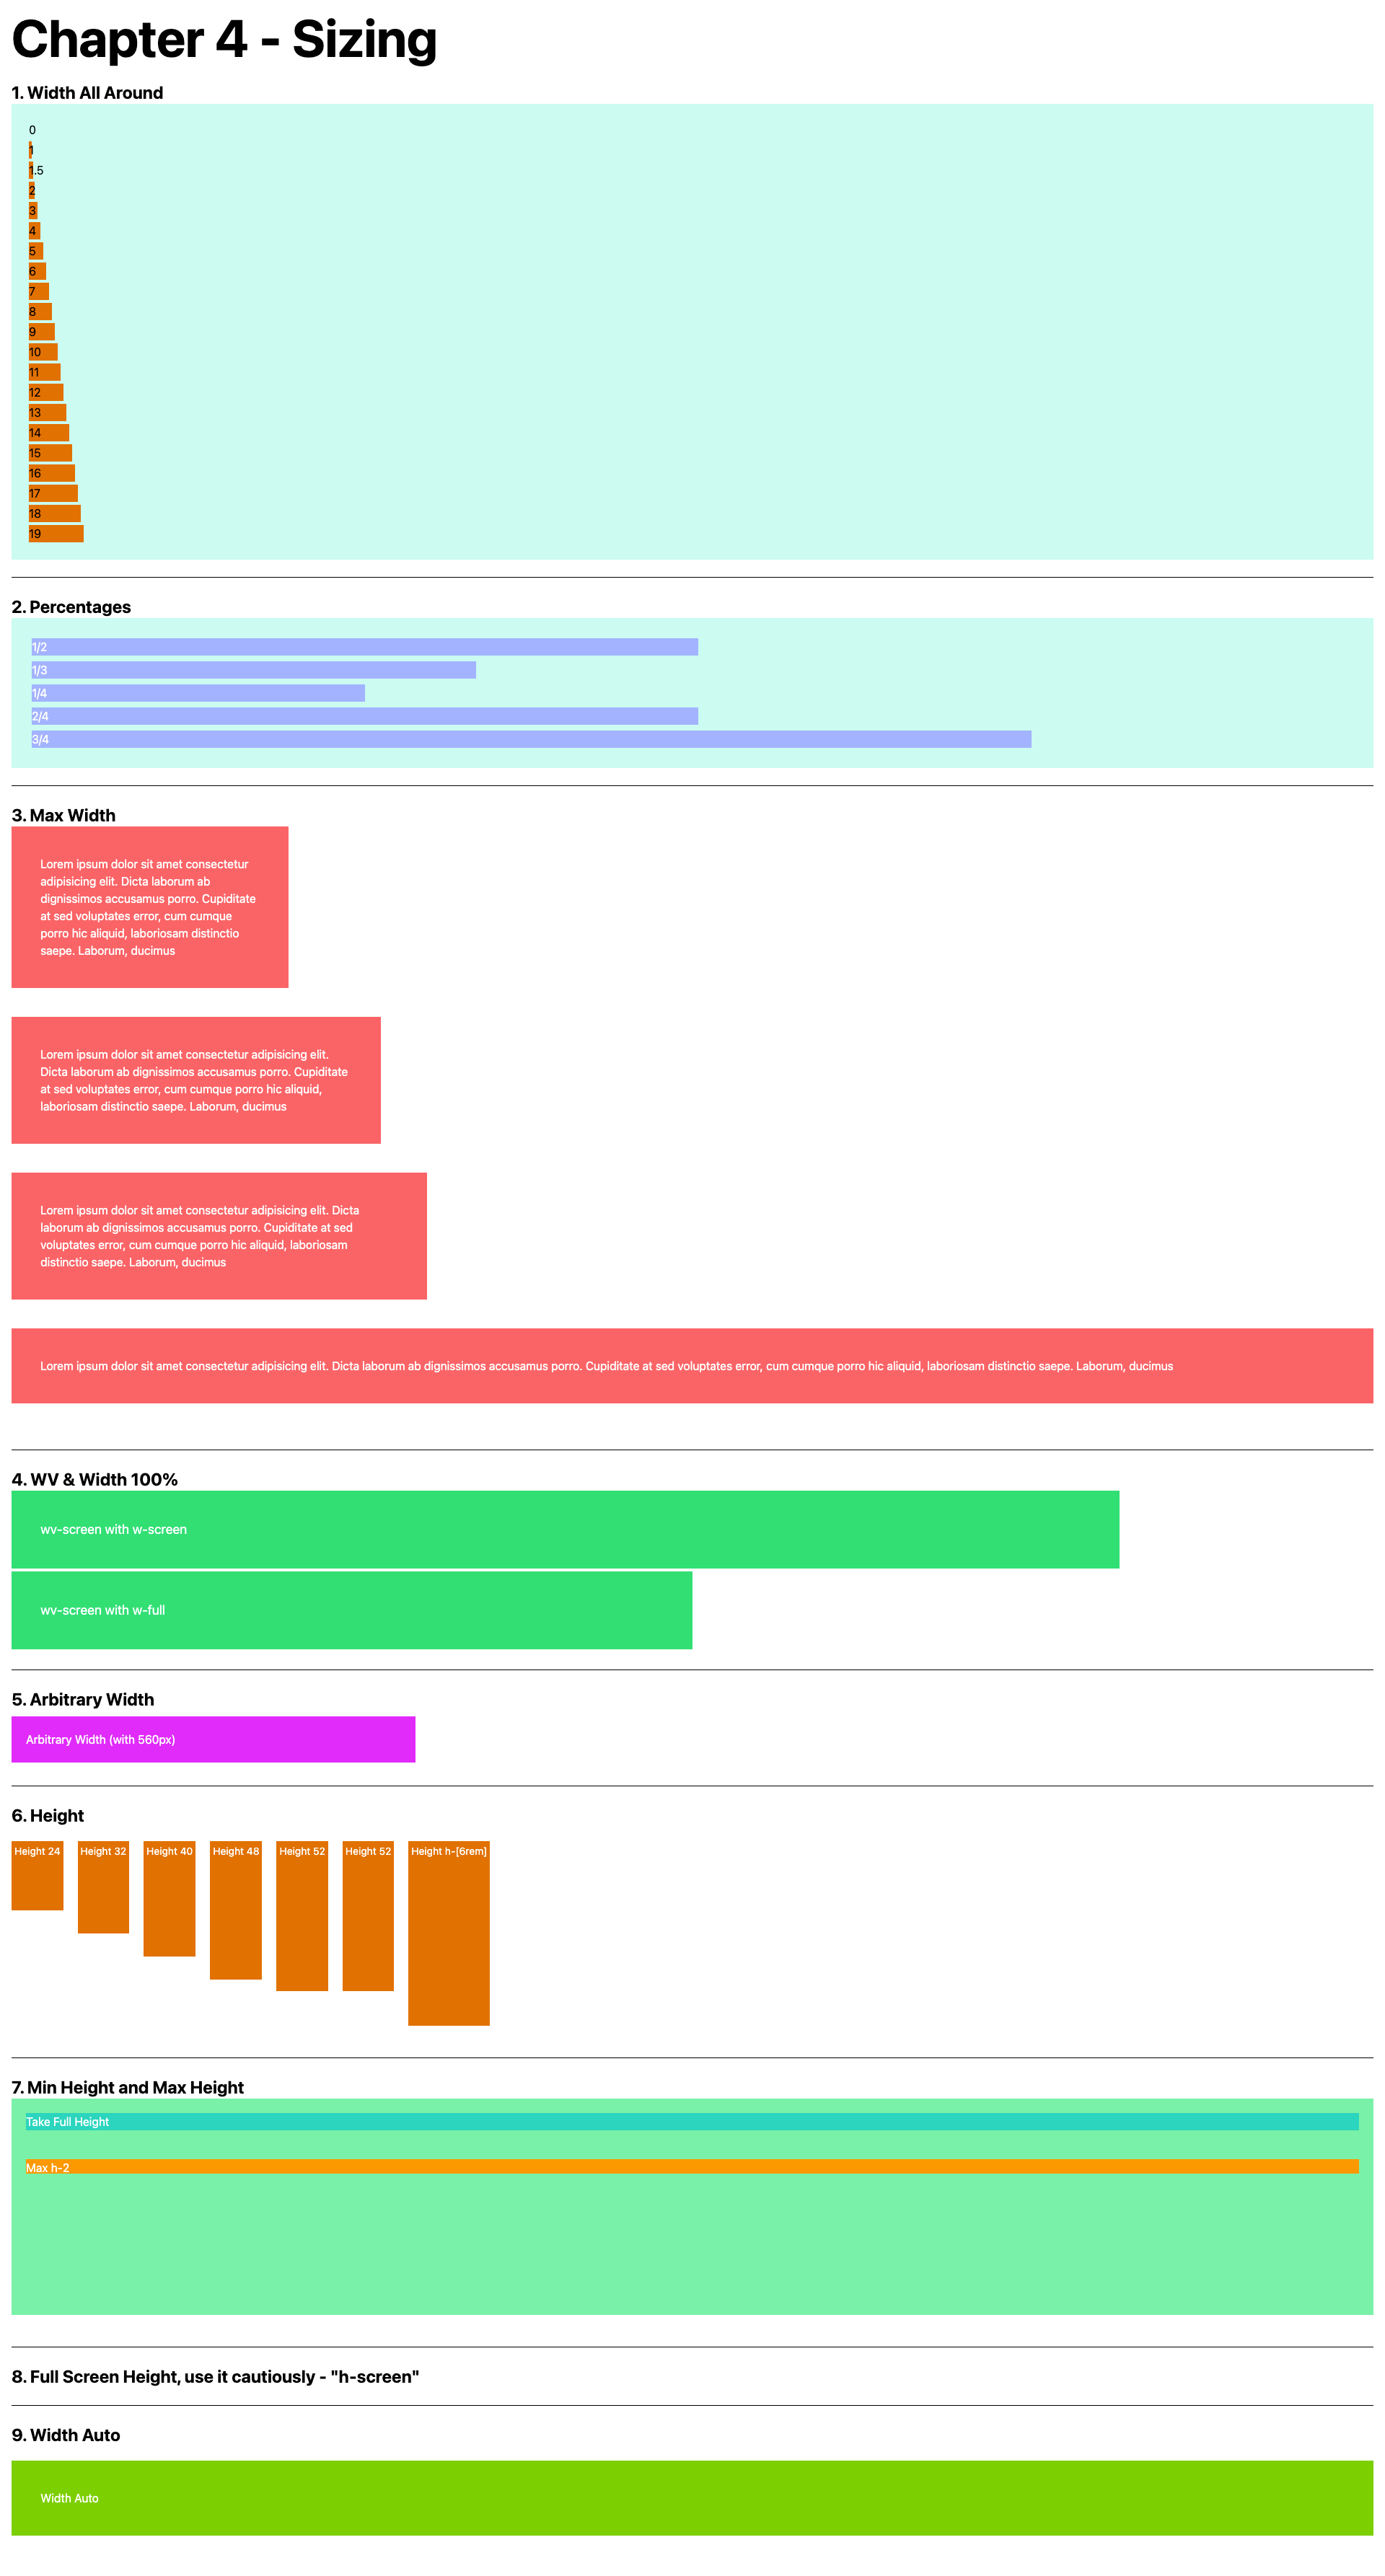 Chapter 4 - Sizing
1. Width All Around
0
1
1.5
2
3
4
5
6
7
8
9
10
11
12
13
14
15
16
17
18
19
2. Percentages
1/2
1/3
1/4
2/4
3/4
3. Max Width
Lorem ipsum dolor sit amet consectetur
adipisicing elit. Dicta laborum ab
dignissimos accusamus porro. Cupiditate
at sed voluptates error, cum cumque
porro hic aliquid, laboriosam distinctio
saepe. Laborum, ducimus
Lorem ipsum dolor sit amet consectetur adipisicing elit.
Dicta laborum ab dignissimos accusamus porro. Cupiditate
at sed voluptates error, cum cumque porro hic aliquid,
laboriosam distinctio saepe. Laborum, ducimus
Lorem ipsum dolor sit amet consectetur adipisicing elit. Dicta
laborum ab dignissimos accusamus porro. Cupiditate at sed
voluptates error, cum cumque porro hic aliquid, laboriosam
distinctio saepe. Laborum, ducimus
Lorem ipsum dolor sit amet consectetur adipisicing elit. Dicta laborum ab dignissimos accusamus porro. Cupiditate at sed voluptates error, cum cumque porro hic aliquid, laboriosam distinctio saepe. Laborum, ducimus
4. WV & Width 100%
wv-screen with w-screen
wv-screen with w-full
5. Arbitrary Width
Arbitrary Width (with 560px)
6. Height
Height 24 Height 32 Height 40 Height 48 Height 52 Height 52 Height h-[6rem]
7. Min Height and Max Height
Take Full Height
Max h-2
8. Full Screen Height, use it cautiously - "h-screen"
9. Width Auto
Width Auto